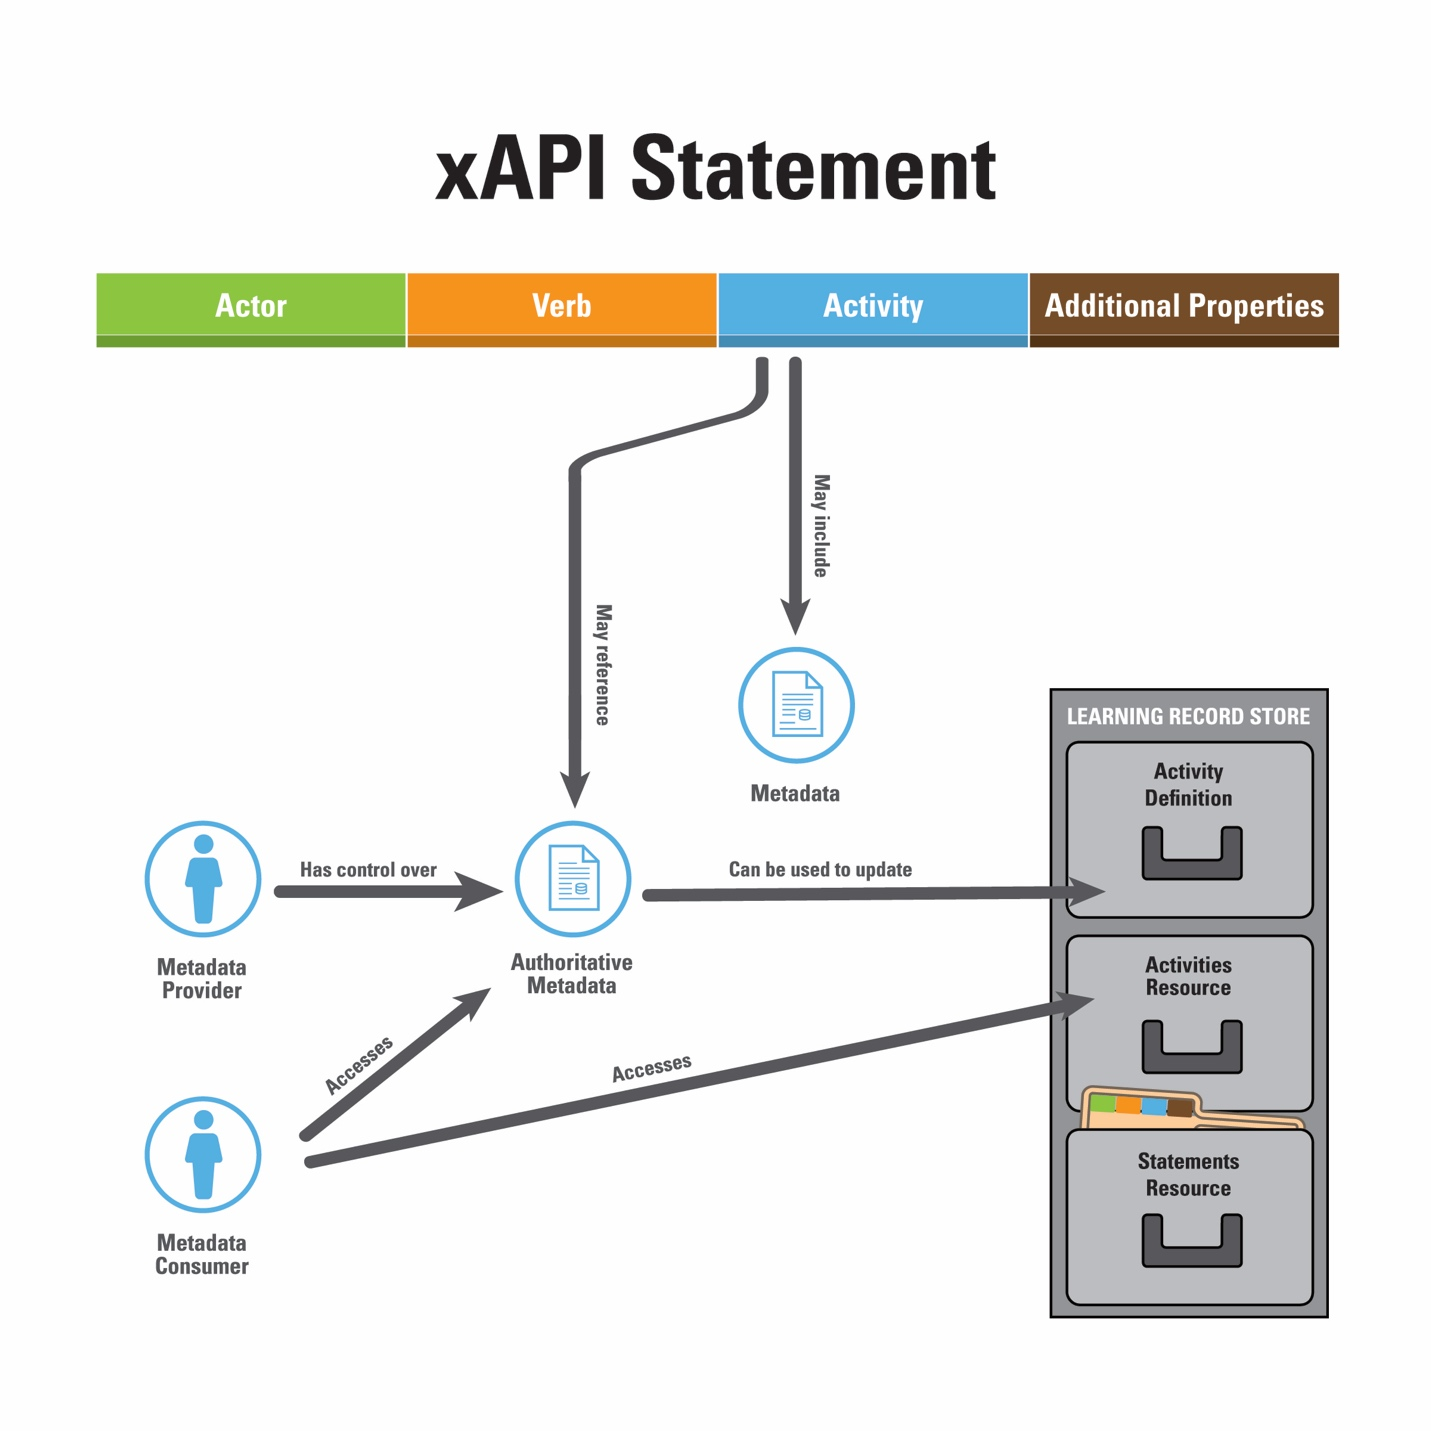 xAPI Statement
Actor
Verb
Activity
Additional Properties
May include
May reference
Metadata
LEARNING RECORD STORE
Activity
Definition
Has control over
Can be used to update
Metadata
Provider
Authoritative
Metadata
Activities
Resource
Accesses
Accesses
Metadata
Consumer
Statements
Resource